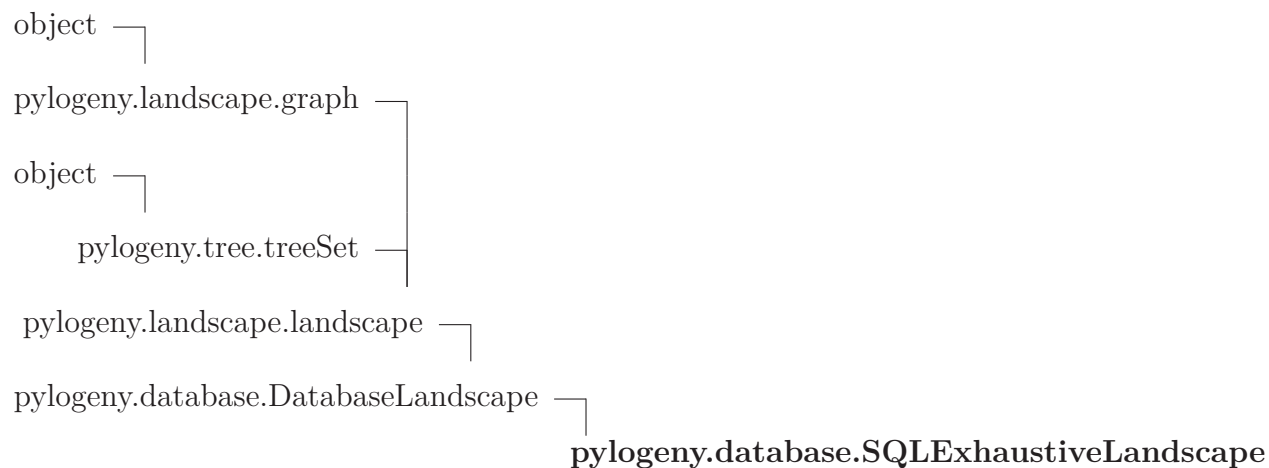 object
pylogeny.landscape.graph
object
pylogeny.tree.treeSet
pylogeny.landscape.landscape
pylogeny.database.DatabaseLandscape
pylogeny.database.SQLExhaustiveLandscape